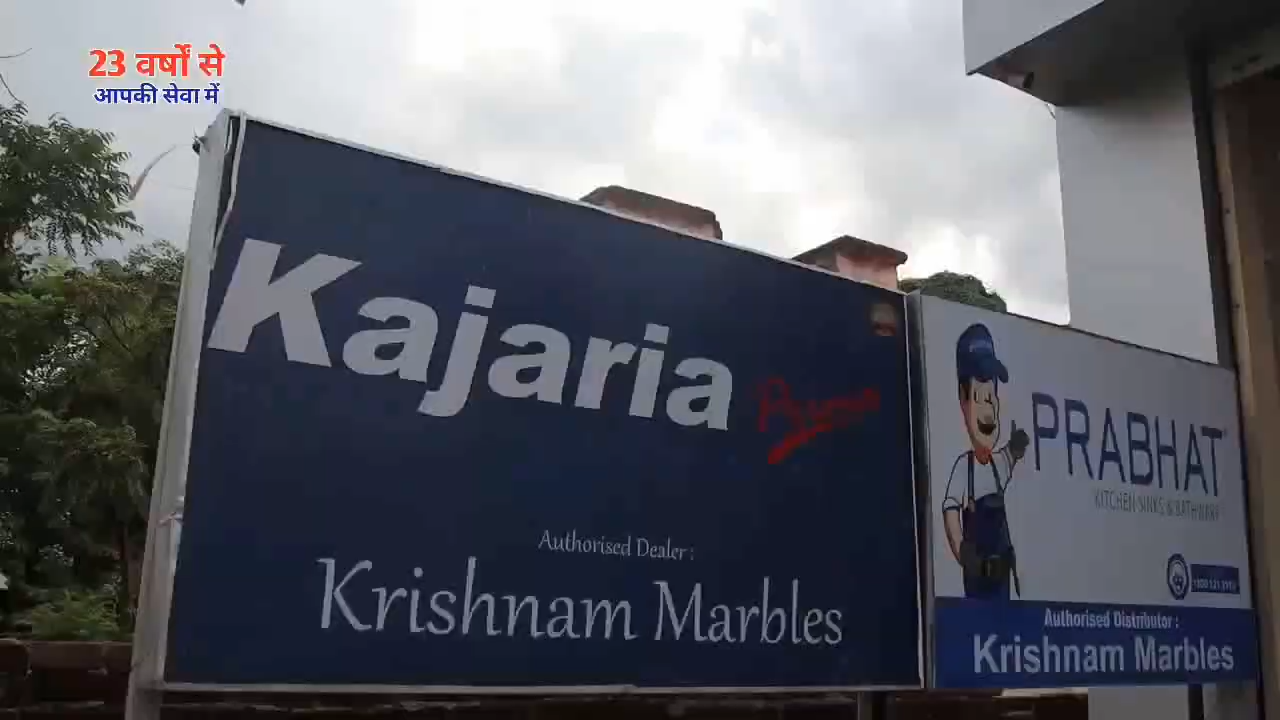 23 वर्षों से
आपकी सेवा में
Kajaria
Authorised Dealer :
Krishnam Marbles
PRABHAT
KITCHEN SINKS & BATHWARE
Authorised Distributor :
Krishnam Marbles